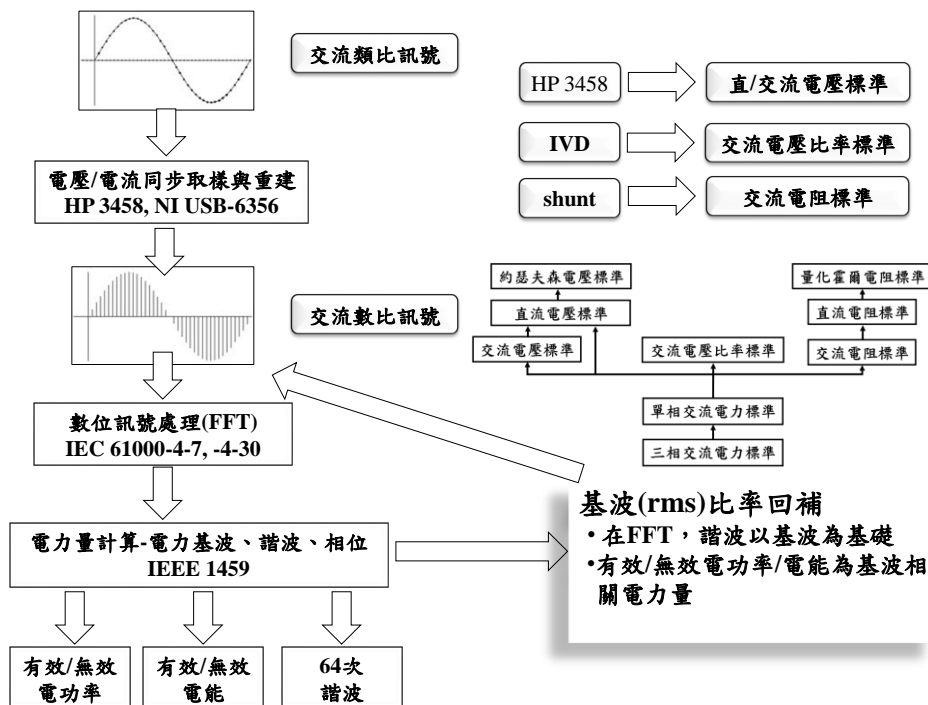 交流類比訊號
電壓/電流同步取樣與重建
HP 3458, NI USB-6356
交流數比訊號
數位訊號處理(FFT)
IEC 61000-4-7, -4-30
電力量計算-電力基波、諧波、相位
IEEE 1459
有效/無效
電功率
有效/無效
電能
64次
諧波
HP 3458
直/交流電壓標準
IVD
交流電壓比率標準
shunt
交流電阻標準
約瑟夫森電壓標準
量化霍爾電阻標準
直流電壓標準
直流電阻標準
交流電壓標準
交流電壓比率標準
交流電阻標準
單相交流電力標準
三相交流電力標準
基波(rms)比率回補
•在FFT,諧波以基波為基礎
•有效/無效電功率/電能為基波相
關電力量